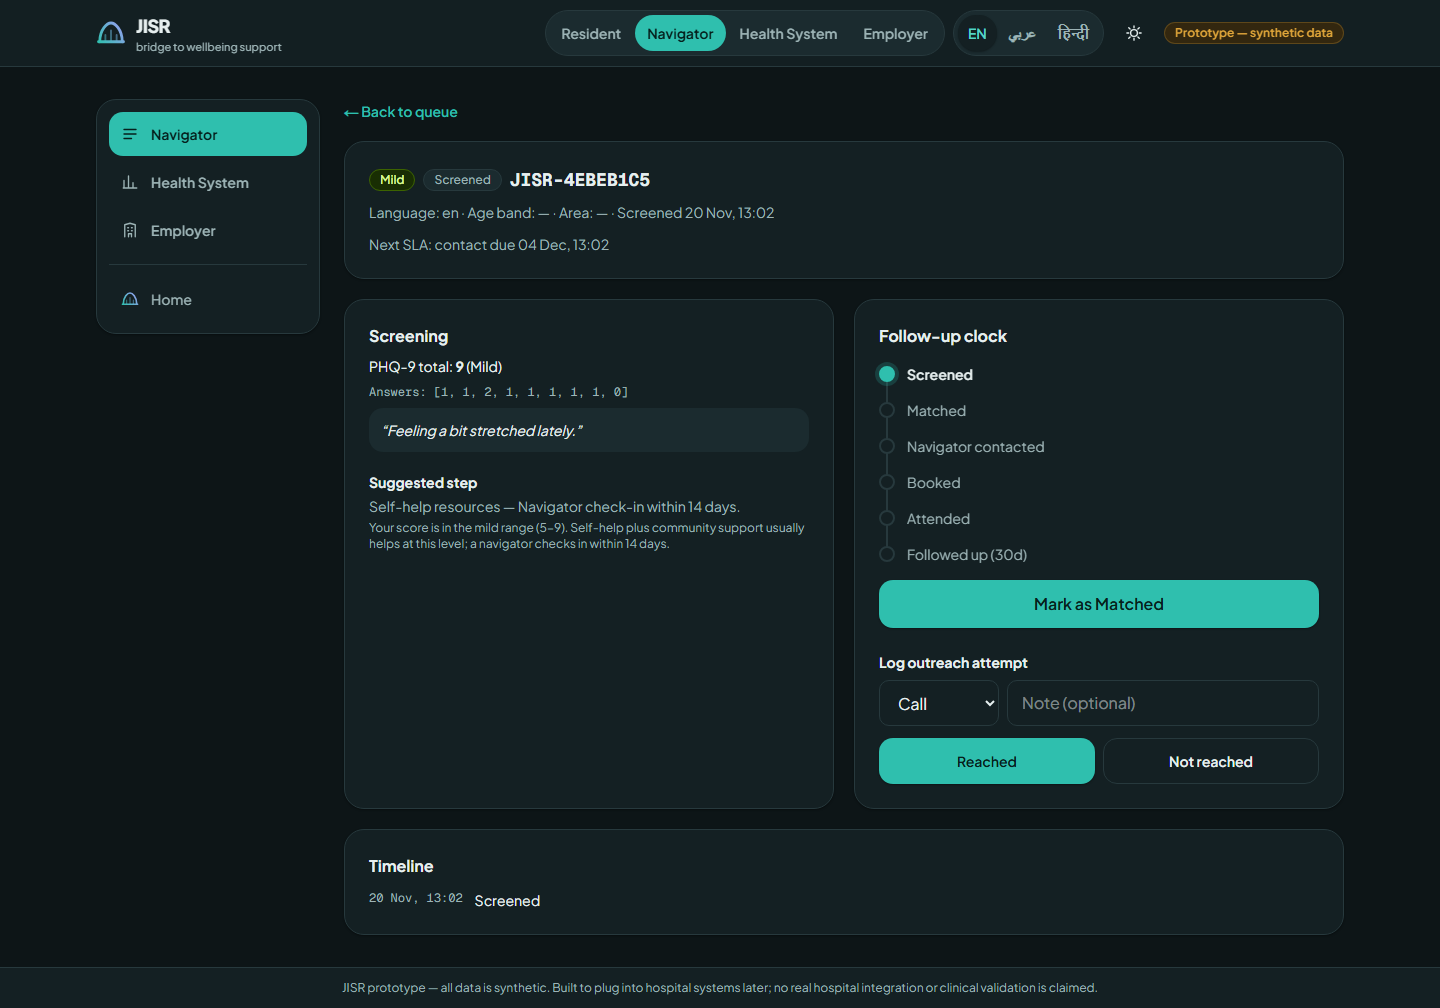 JISR
bridge to wellbeing support
Resident Navigator Health System Employer
EN عربي हिन्दी
Prototype — synthetic data
Navigator
Health System
Employer
Home
← Back to queue
Mild Screened JISR-4EBEB1C5
Language: en · Age band: — · Area: — · Screened 20 Nov, 13:02
Next SLA: contact due 04 Dec, 13:02
Screening
PHQ-9 total: 9 (Mild)
Answers: [1, 1, 2, 1, 1, 1, 1, 1, 0]
“Feeling a bit stretched lately.”
Suggested step
Self-help resources — Navigator check-in within 14 days.
Your score is in the mild range (5–9). Self-help plus community support usually
helps at this level; a navigator checks in within 14 days.
Follow-up clock
Screened
Matched
Navigator contacted
Booked
Attended
Followed up (30d)
Mark as Matched
Log outreach attempt
Call
Note (optional)
Reached
Not reached
Timeline
20 Nov, 13:02 Screened
JISR prototype — all data is synthetic. Built to plug into hospital systems later; no real hospital integration or clinical validation is claimed.